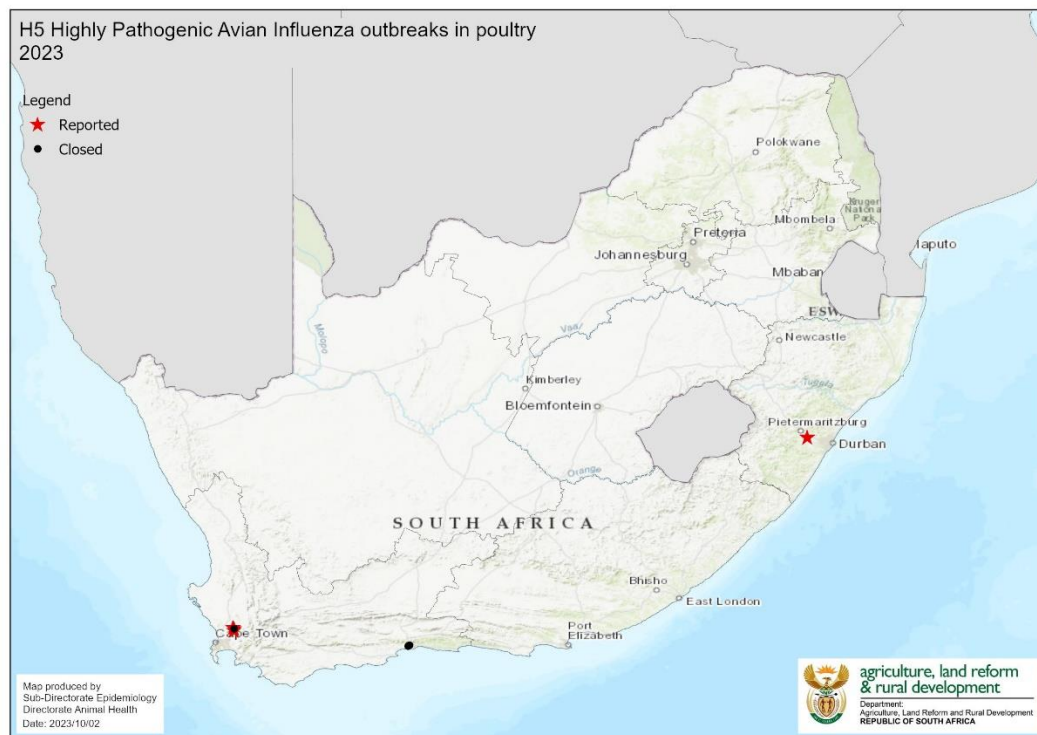 H5 Highly Pathogenic Avian Influenza outbreaks in poultry
2023
Legend
Reported
Closed
Polokwane
Kruger
National
Park
Mbombela
Pretoria
Johannesburg
Maputo
Mbaban
ESW
Molopo
Vaal
Newcastle
Kimberley
Tugela
Bloemfontein
Pietermaritzburg
Durban
Orange
SOUTH AFRICA
Bhisho
East London
Port
Elizabeth
Cape Town
Map produced by
Sub-Directorate Epidemiology
Directorate Animal Health
Date: 2023/10/02
agriculture, land reform
& rural development
Department:
Agriculture, Land Reform and Rural Development
REPUBLIC OF SOUTH AFRICA